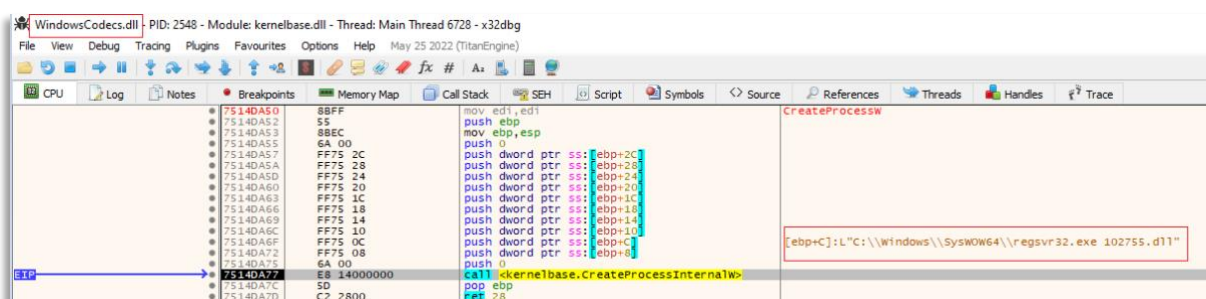 WindowsCodecs.dll - PID: 2548 - Module: kernelbase.dll - Thread: Main Thread 6728 - x32dbg
File View Debug Tracing Plugins Favourites Options Help May 25 2022 (TitanEngine)
fx # A
CPU Log Notes Breakpoints Memory Map Call Stack SEH Script Symbols Source References Threads Handles Trace
7514DA50 8BFF mov edi,edi CreateProcessW
7514DA52 55 push ebp
7514DA53 8BEC mov ebp,esp
7514DA55 6A 00 push 0
7514DA57 FF75 2C push dword ptr ss:[ebp+2C]
7514DA5A FF75 28 push dword ptr ss:[ebp+28]
7514DA5D FF75 24 push dword ptr ss:[ebp+24]
7514DA60 FF75 20 push dword ptr ss:[ebp+20]
7514DA63 FF75 1C push dword ptr ss:[ebp+1C]
7514DA66 FF75 18 push dword ptr ss:[ebp+18]
7514DA69 FF75 14 push dword ptr ss:[ebp+14]
7514DA6C FF75 10 push dword ptr ss:[ebp+10]
7514DA6F FF75 0C push dword ptr ss:[ebp+C] [ebp+C]:L"C:\\Windows\\SysWOW64\\regsvr32.exe 102755.dll"
7514DA72 FF75 08 push dword ptr ss:[ebp+8]
7514DA75 6A 00 push 0
EIP 7514DA77 E8 14000000 call <kernelbase.CreateProcessInternalW>
7514DA7C 5D pop ebp
7514DA7D C2 2800 ret 28